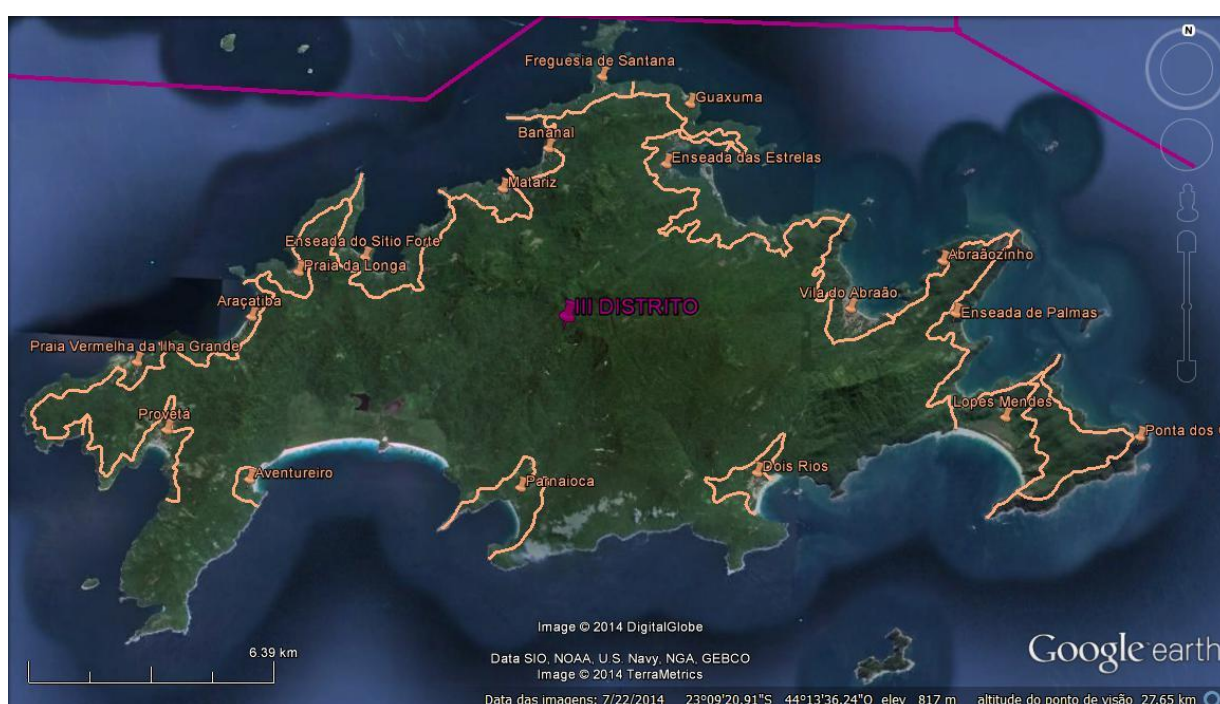 N
Freguesia de Santana
Guaxuma
Bananal
Enseada das Estrelas
Matariz
Enseada do Sítio Forte
Praia da Longa
Abraãozinho
Araçatiba
Vila do Abraão
III DISTRITO
Enseada de Palmas
Praia Vermelha da Ilha Grande
Provetá
Lopes Mendes
Ponta dos C
Aventureiro
Parnaioca
Dois Rios
Image © 2014 DigitalGlobe
6.39 km
Data SIO, NOAA, U.S. Navy, NGA, GEBCO
Image © 2014 TerraMetrics
Google earth
Data das imagens: 7/22/2014 23°09'20.91"S 44°13'36.24"O elev 817 m altitude do ponto de visão 27.65 km